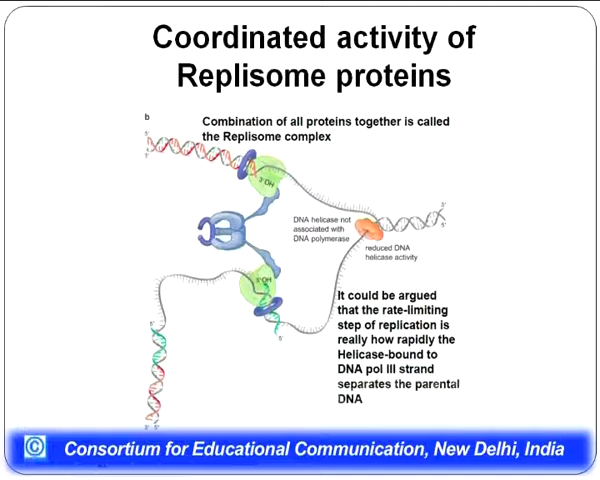 Coordinated activity of
Replisome proteins
b
Combination of all proteins together is called
the Replisome complex
5'
3'
3'OH
DNA helicase not
associated with
DNA polymerase
3'
5'
reduced DNA
helicase activity
3'OH
It could be argued
that the rate-limiting
step of replication is
really how rapidly the
Helicase-bound to
DNA pol III strand
separates the parental
DNA
5'
5'
© Consortium for Educational Communication, New Delhi, India